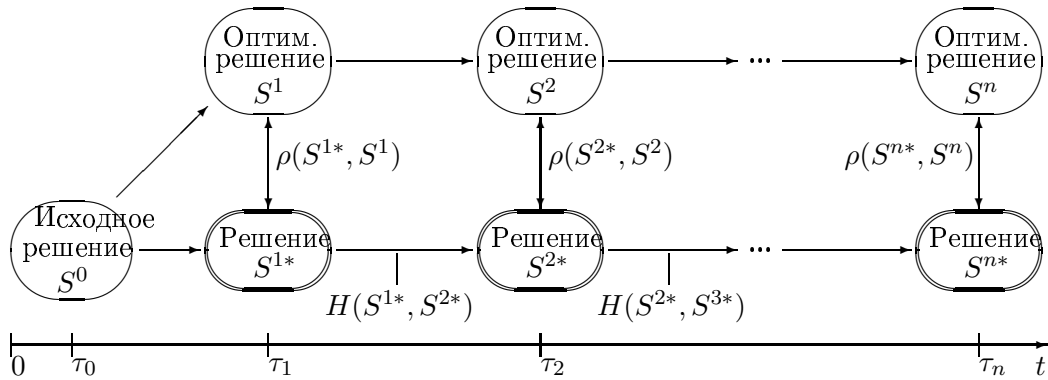 Оптим.
решение
S^1
Оптим.
решение
S^2
...
Оптим.
решение
S^n
ρ(S^{1*}, S^1)
ρ(S^{2*}, S^2)
ρ(S^{n*}, S^n)
Исходное
решение
S^0
Решение
S^{1*}
Решение
S^{2*}
...
Решение
S^{n*}
H(S^{1*}, S^{2*})
H(S^{2*}, S^{3*})
0 τ_0 τ_1 τ_2 τ_n t